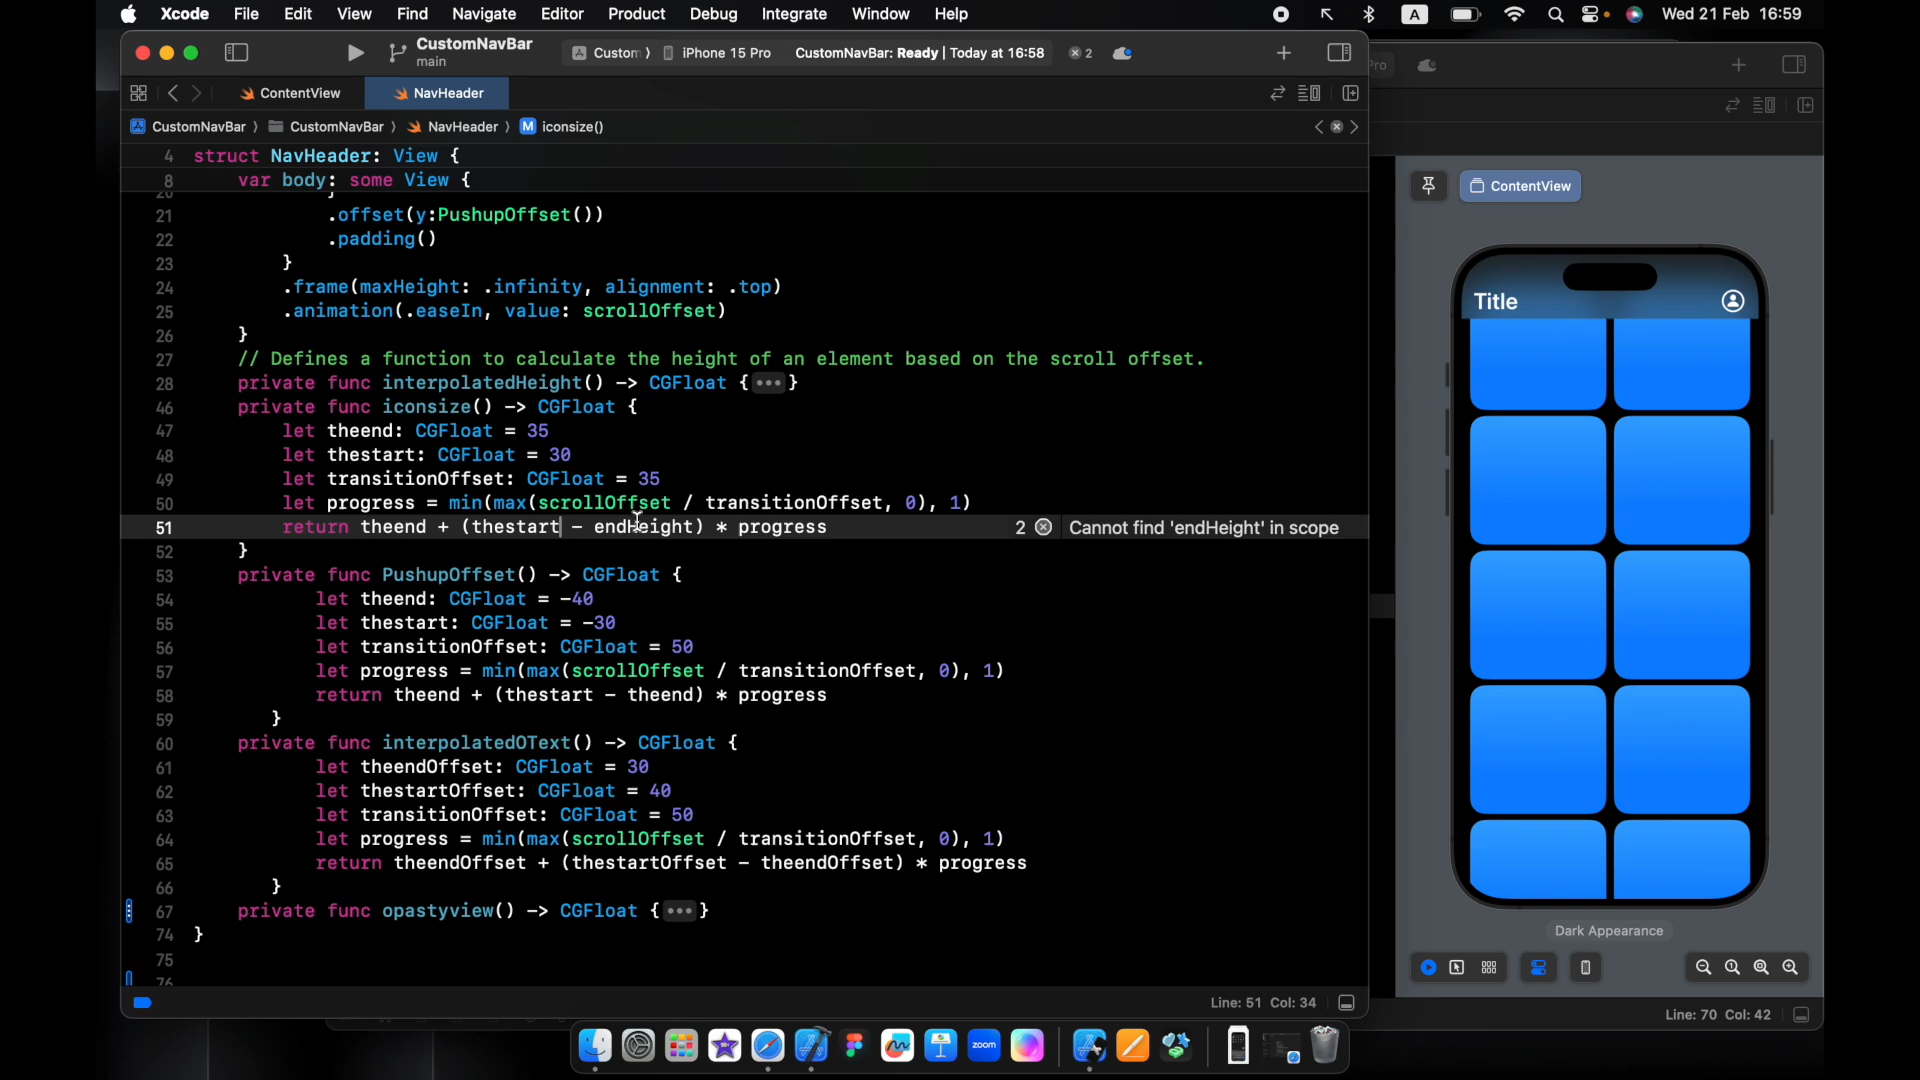 Xcode File Edit View Find Navigate Editor Product Debug Integrate Window Help A Wed 21 Feb 16:59
CustomNavBar
main
Custom iPhone 15 Pro CustomNavBar: Ready | Today at 16:58 2
ContentView NavHeader
CustomNavBar CustomNavBar NavHeader M iconsize()
4 struct NavHeader: View {
8 var body: some View {
20 }
21 .offset(y:PushupOffset())
22 .padding()
23 }
24 .frame(maxHeight: .infinity, alignment: .top)
25 .animation(.easeIn, value: scrollOffset)
26 }
27 // Defines a function to calculate the height of an element based on the scroll offset.
28 private func interpolatedHeight() -> CGFloat {•••}
46 private func iconsize() -> CGFloat {
47 let theend: CGFloat = 35
48 let thestart: CGFloat = 30
49 let transitionOffset: CGFloat = 35
50 let progress = min(max(scrollOffset / transitionOffset, 0), 1)
51 return theend + (thestart - endHeight) * progress 2 Cannot find 'endHeight' in scope
52 }
53 private func PushupOffset() -> CGFloat {
54 let theend: CGFloat = -40
55 let thestart: CGFloat = -30
56 let transitionOffset: CGFloat = 50
57 let progress = min(max(scrollOffset / transitionOffset, 0), 1)
58 return theend + (thestart - theend) * progress
59 }
60 private func interpolatedOText() -> CGFloat {
61 let theendOffset: CGFloat = 30
62 let thestartOffset: CGFloat = 40
63 let transitionOffset: CGFloat = 50
64 let progress = min(max(scrollOffset / transitionOffset, 0), 1)
65 return theendOffset + (thestartOffset - theendOffset) * progress
66 }
67 private func opastyview() -> CGFloat {•••}
74 }
75
76
Line: 51 Col: 34
Pro
ContentView
Title
Dark Appearance
Line: 70 Col: 42
zoom